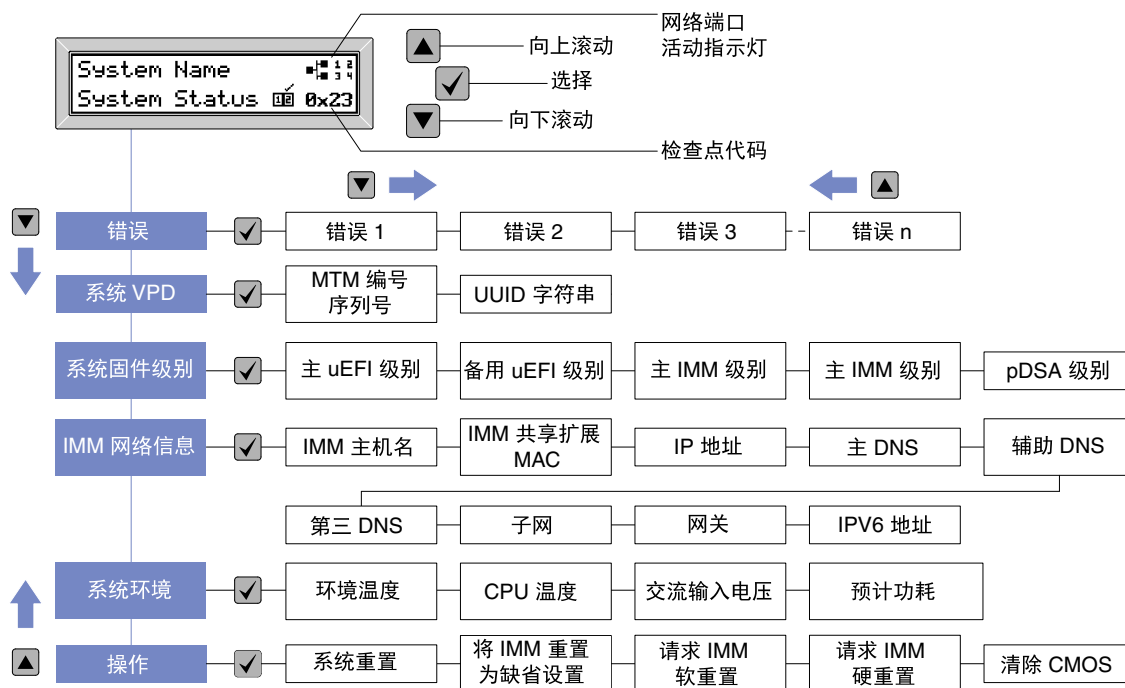 网络端口
活动指示灯
System Name
1 2
3 4
System Status 12 0x23
向上滚动
选择
向下滚动
检查点代码
错误
错误 1
错误 2
错误 3
错误 n
系统 VPD
MTM 编号
序列号
UUID 字符串
系统固件级别
主 uEFI 级别
备用 uEFI 级别
主 IMM 级别
主 IMM 级别
pDSA 级别
IMM 网络信息
IMM 主机名
IMM 共享扩展
MAC
IP 地址
主 DNS
辅助 DNS
第三 DNS
子网
网关
IPV6 地址
系统环境
环境温度
CPU 温度
交流输入电压
预计功耗
操作
系统重置
将 IMM 重置
为缺省设置
请求 IMM
软重置
请求 IMM
硬重置
清除 CMOS